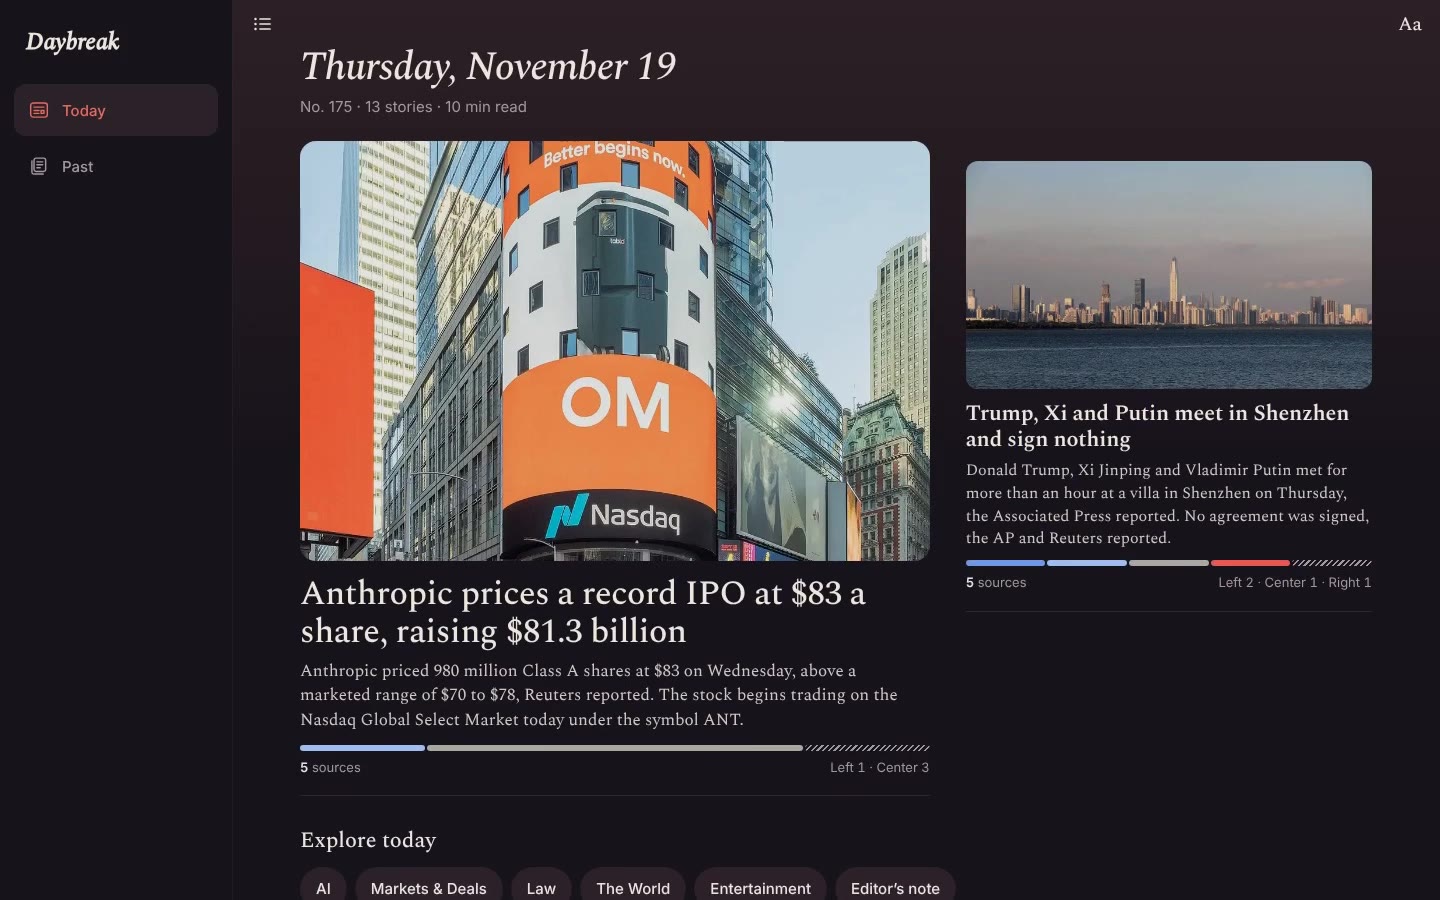 Daybreak
Today
Past
Aa
Thursday, November 19
No. 175 · 13 stories · 10 min read
Better begins now.
tabiô
OM
Nasdaq
Anthropic prices a record IPO at $83 a
share, raising $81.3 billion
Anthropic priced 980 million Class A shares at $83 on Wednesday, above a
marketed range of $70 to $78, Reuters reported. The stock begins trading on the
Nasdaq Global Select Market today under the symbol ANT.
5 sources
Left 1 · Center 3
Trump, Xi and Putin meet in Shenzhen
and sign nothing
Donald Trump, Xi Jinping and Vladimir Putin met for
more than an hour at a villa in Shenzhen on Thursday,
the Associated Press reported. No agreement was signed,
the AP and Reuters reported.
5 sources
Left 2 · Center 1 · Right 1
Explore today
AI
Markets & Deals
Law
The World
Entertainment
Editor’s note